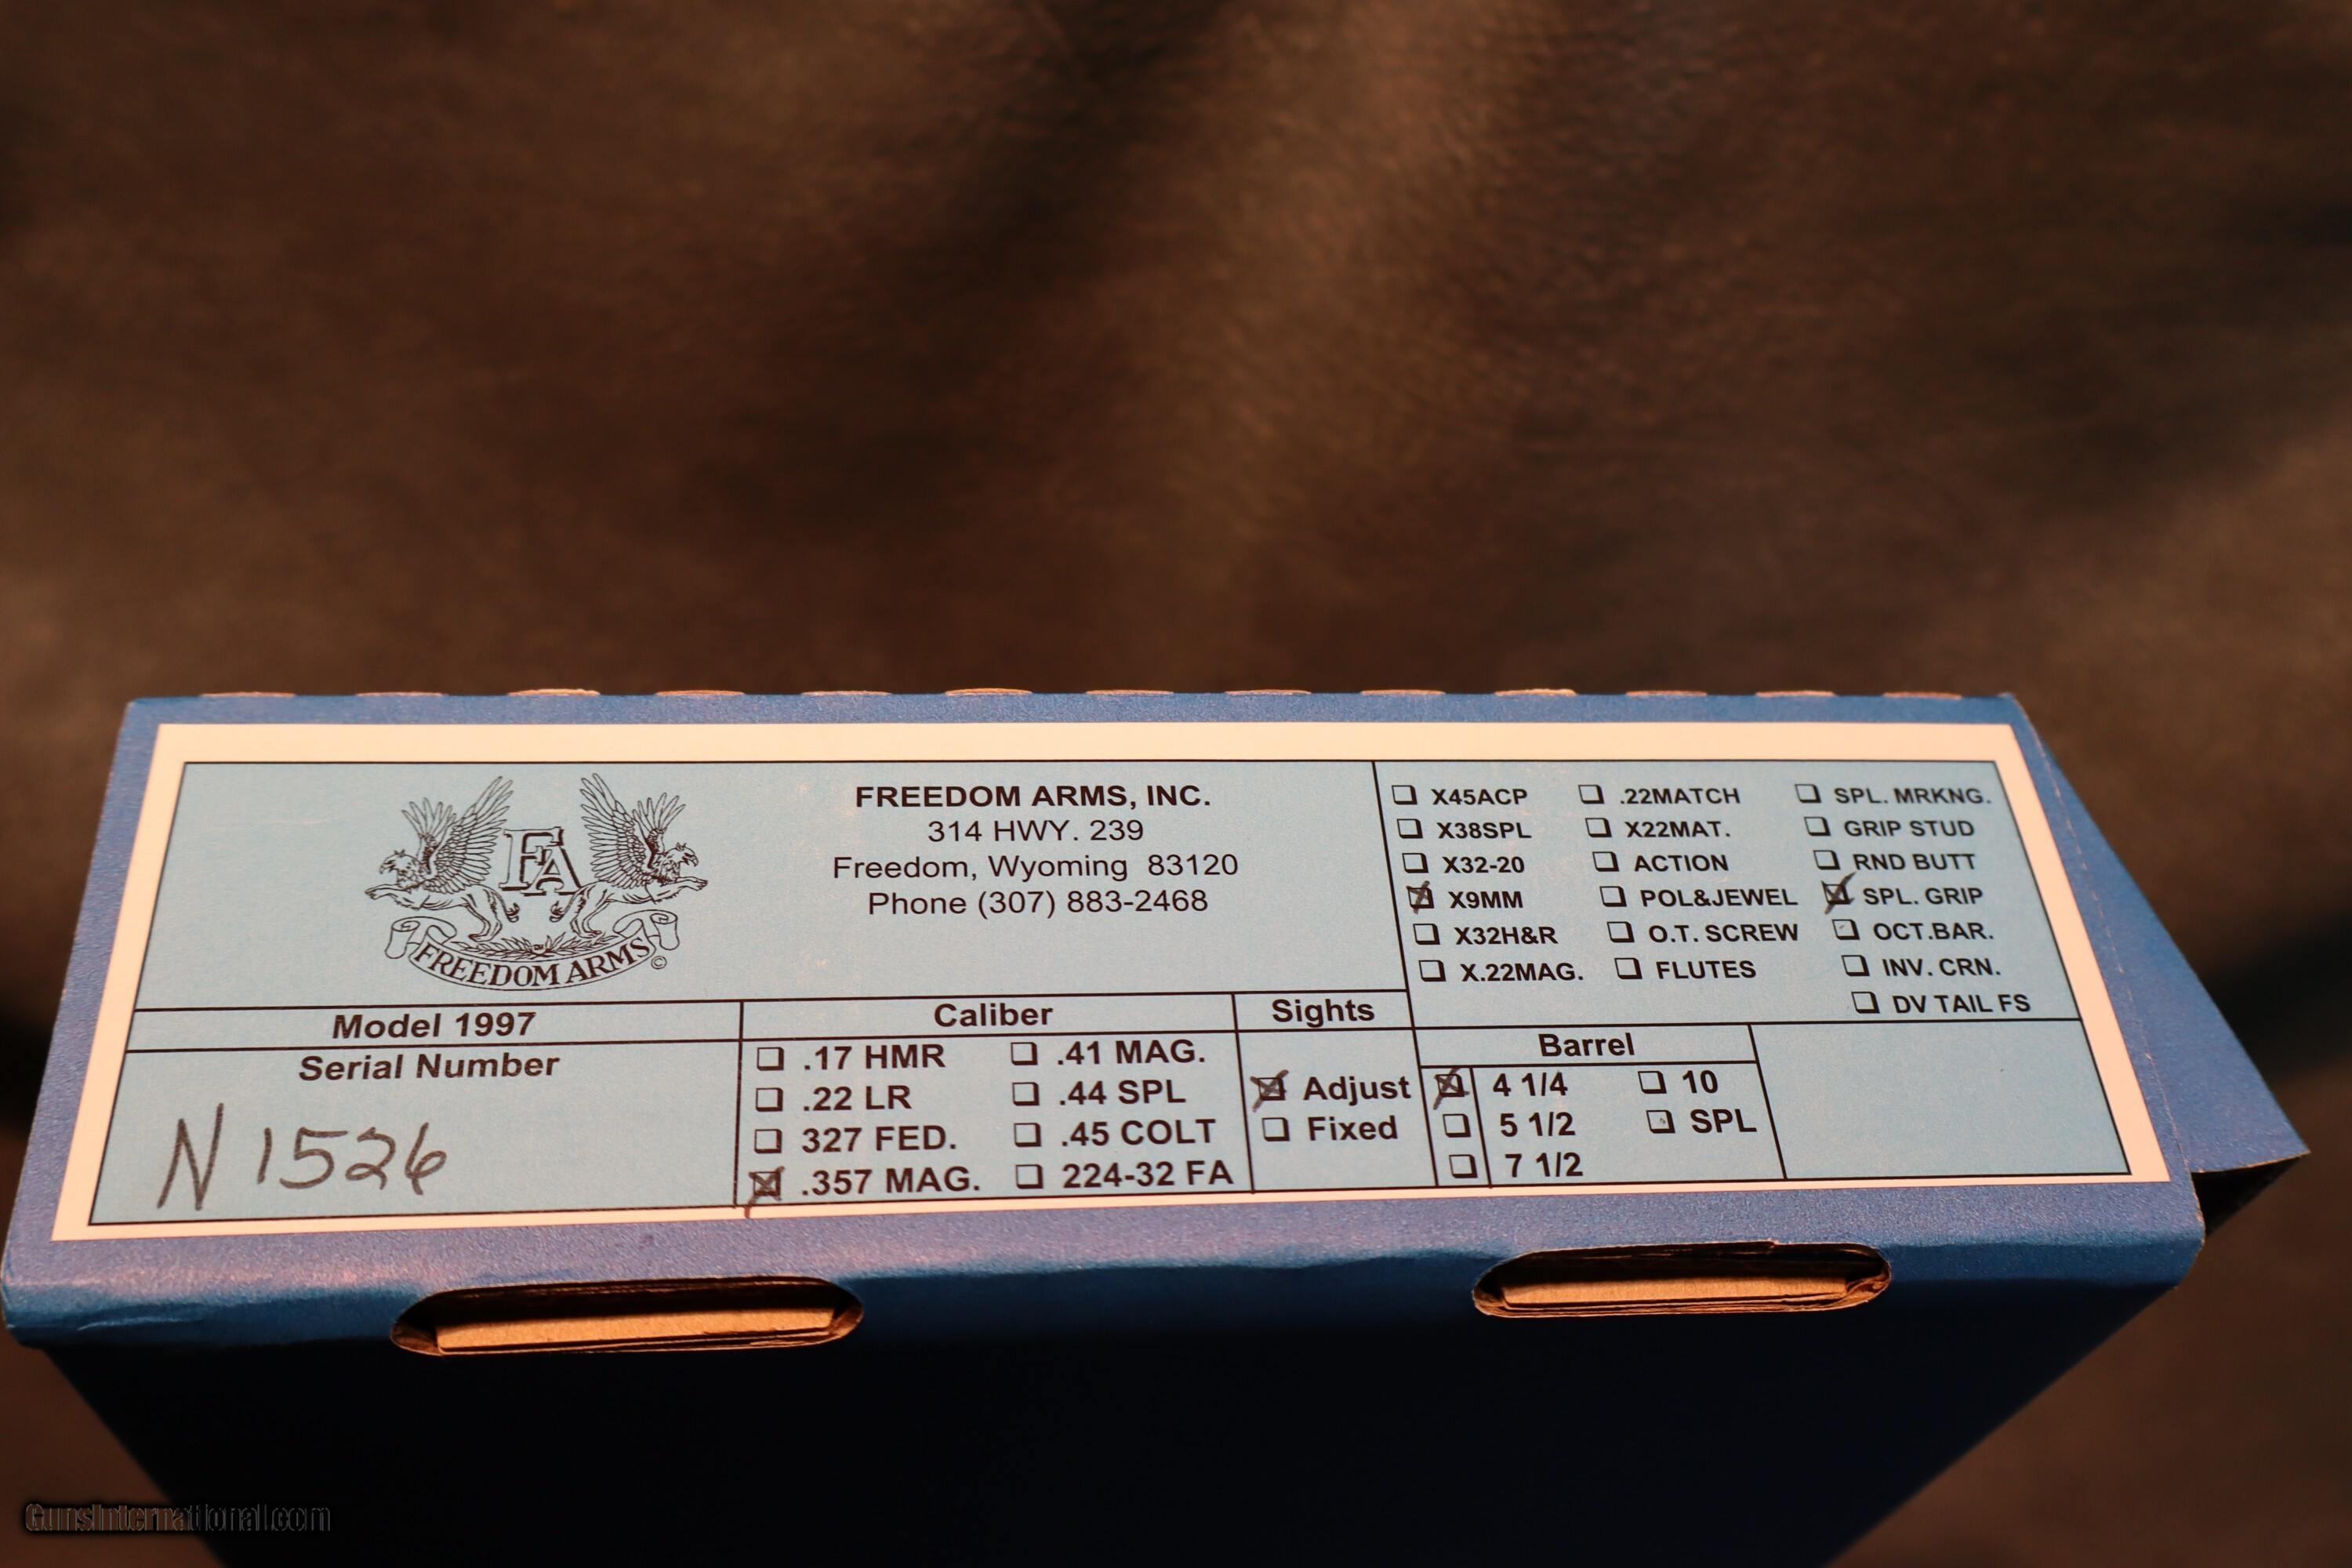 FREEDOM ARMS, INC.
314 HWY. 239
Freedom, Wyoming 83120
Phone (307) 883-2468
FA
FREEDOM ARMS ©
X45ACP .22MATCH SPL. MRKNG.
X38SPL X22MAT. GRIP STUD
X32-20 ACTION RND BUTT
X9MM POL&JEWEL SPL. GRIP
X32H&R O.T. SCREW OCT.BAR.
X.22MAG. FLUTES INV. CRN.
DV TAIL FS
Model 1997
Serial Number
N1526
Caliber
.17 HMR .41 MAG.
.22 LR .44 SPL
327 FED. .45 COLT
.357 MAG. 224-32 FA
Sights
Adjust
Fixed
Barrel
4 1/4 10
5 1/2 SPL
7 1/2
GunsInternational.com